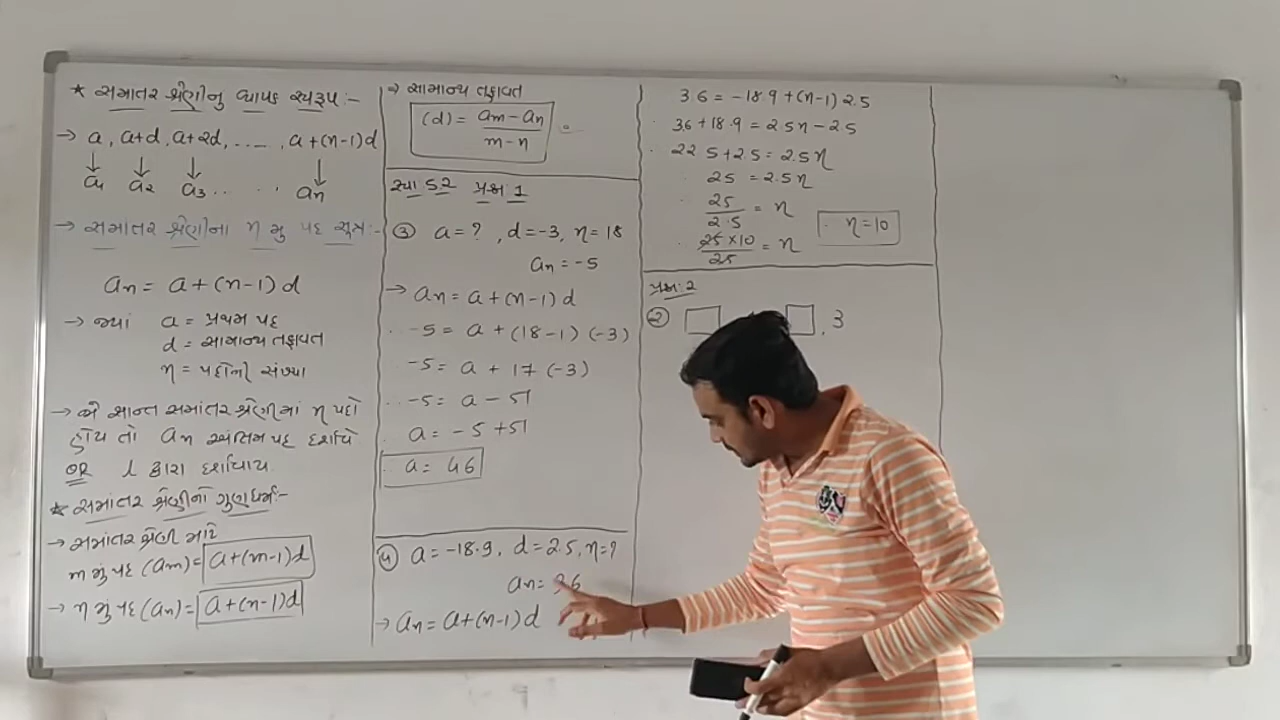 * સમાંતર શ્રેણીનુ વ્યાપક સ્વરૂપ :-
→ a, a+d, a+2d, ....., a+(n-1)d
↓ ↓ ↓ ↓
a1 a2 a3 .. . . an
→ સમાંતર શ્રેણીના n મુ પદ સૂત્ર :-
an = a+(n-1)d
→ જ્યાં a = પ્રથમ પદ
d = સામાન્ય તફાવત
n = પદોની સંખ્યા
→ જો સાન્ત સમાંતર શ્રેણીમાં n પદો
હોય તો an અંતિમ પદ દર્શાવે
OR l દ્વારા દર્શાવાય
* સમાંતર શ્રેણીનો ગુણધર્મ :-
→ સમાંતર શ્રેણી માટે
m મું પદ (am) = a+(m-1)d
→ n મું પદ (an) = a+(n-1)d
→ સામાન્ય તફાવત
(d) = am - an
m - n
સ્વા 5.2 પ્રશ્ન 1
③ a = ?, d = -3, n = 18
an = -5
→ an = a+(n-1)d
-5 = a+(18-1)(-3)
-5 = a + 17 (-3)
-5 = a - 51
a = -5 + 51
a = 46
④ a = -18.9, d = 2.5, n = ?
an = 3.6
→ an = a+(n-1)d
3.6 = -18.9 + (n-1) 2.5
3.6 + 18.9 = 2.5n - 2.5
22.5 + 2.5 = 2.5n
25 = 2.5n
25
2.5 = n
n = 10
25 × 10
25 = n
પ્રશ્ન: 2
② , 3